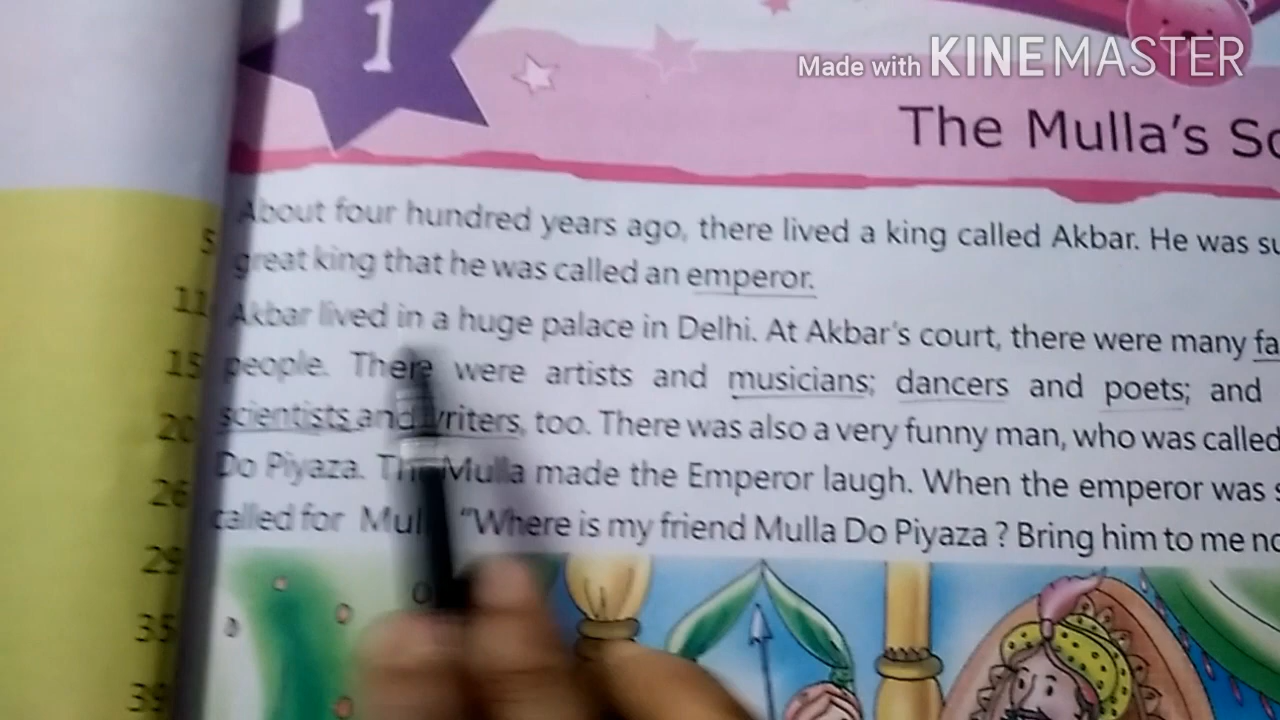 1
Made with KINEMASTER
The Mulla's
About four hundred years ago, there lived a king called Akbar. He was
5
great king that he was called an emperor.
11
Akbar lived in a huge palace in Delhi. At Akbar's court, there were many
15
people. There were artists and musicians; dancers and poets; and
20
scientists and writers, too. There was also a very funny man, who was called
Do Piyaza. The Mulla made the Emperor laugh. When the emperor was
26
called for "Where is my friend Mulla Do Piyaza ? Bring him to me
29
35
39